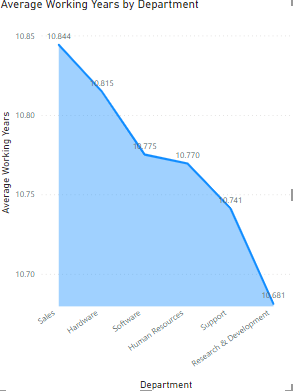 Average Working Years by Department
Average Working Years
10.85
10.80
10.75
10.70
10.844
10.815
10.775
10.770
10.741
10.681
Sales
Hardware
Software
Human Resources
Support
Research & Development
Department